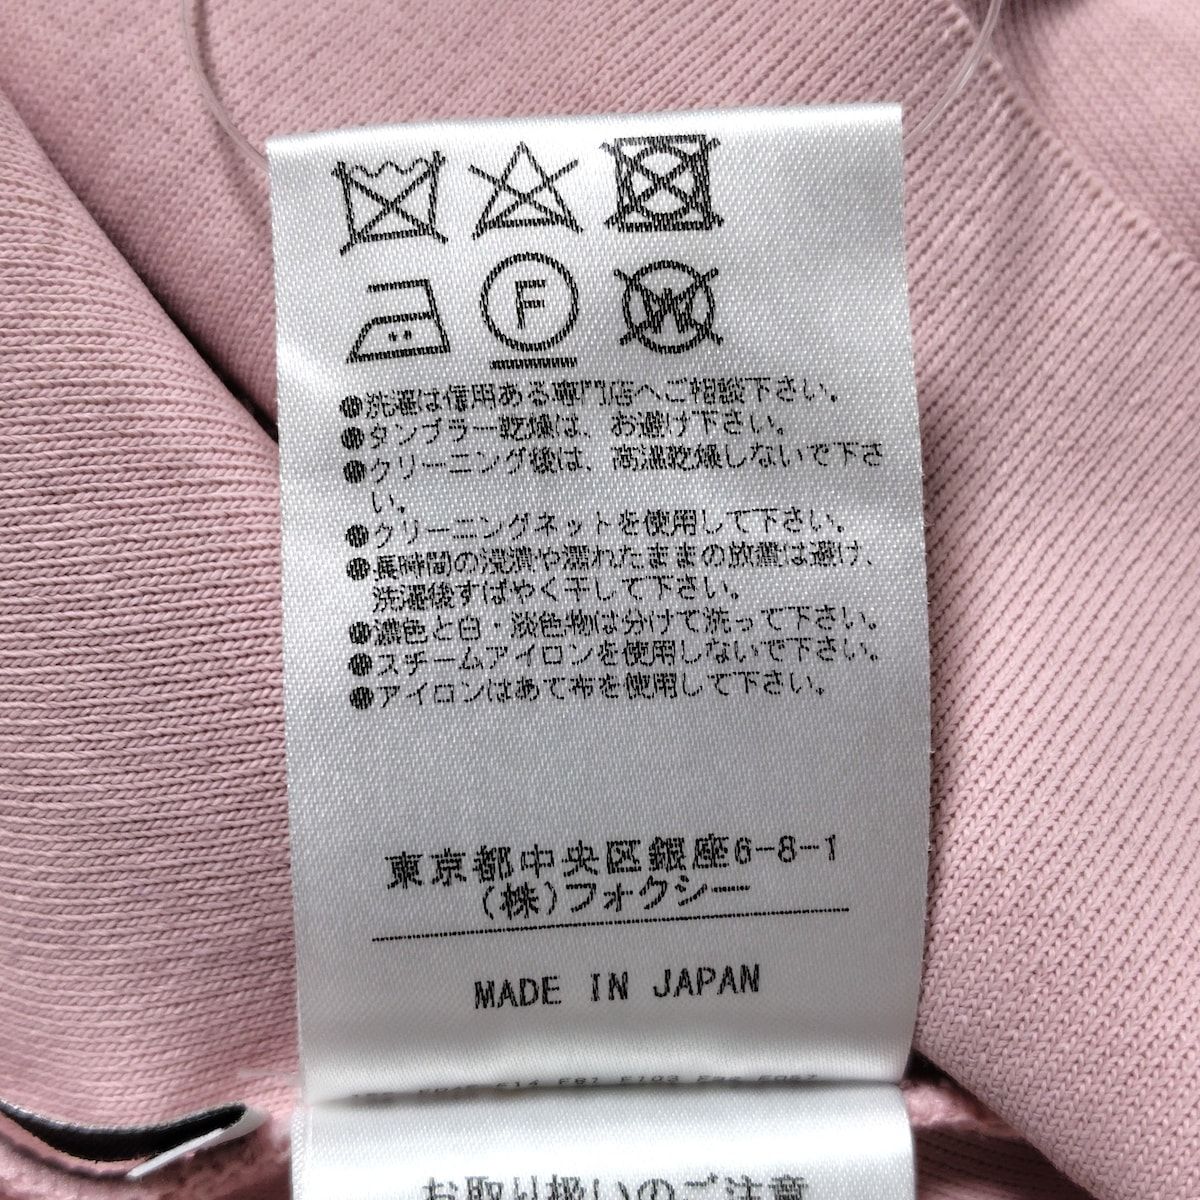 F
W
●洗濯は信用ある専門店へご相談下さい。
●タンブラー乾燥は、お避け下さい。
●クリーニング後は、高温乾燥しないで下さ
い。
●クリーニングネットを使用して下さい。
●長時間の浸漬や濡れたままの放置は避け、
洗濯後すばやく干して下さい。
●濃色と白・淡色物は分けて洗って下さい。
●スチームアイロンを使用しないで下さい。
●アイロンはあて布を使用して下さい。
東京都中央区銀座6-8-1
(株)フォクシー
MADE IN JAPAN
お取り扱いのご注意